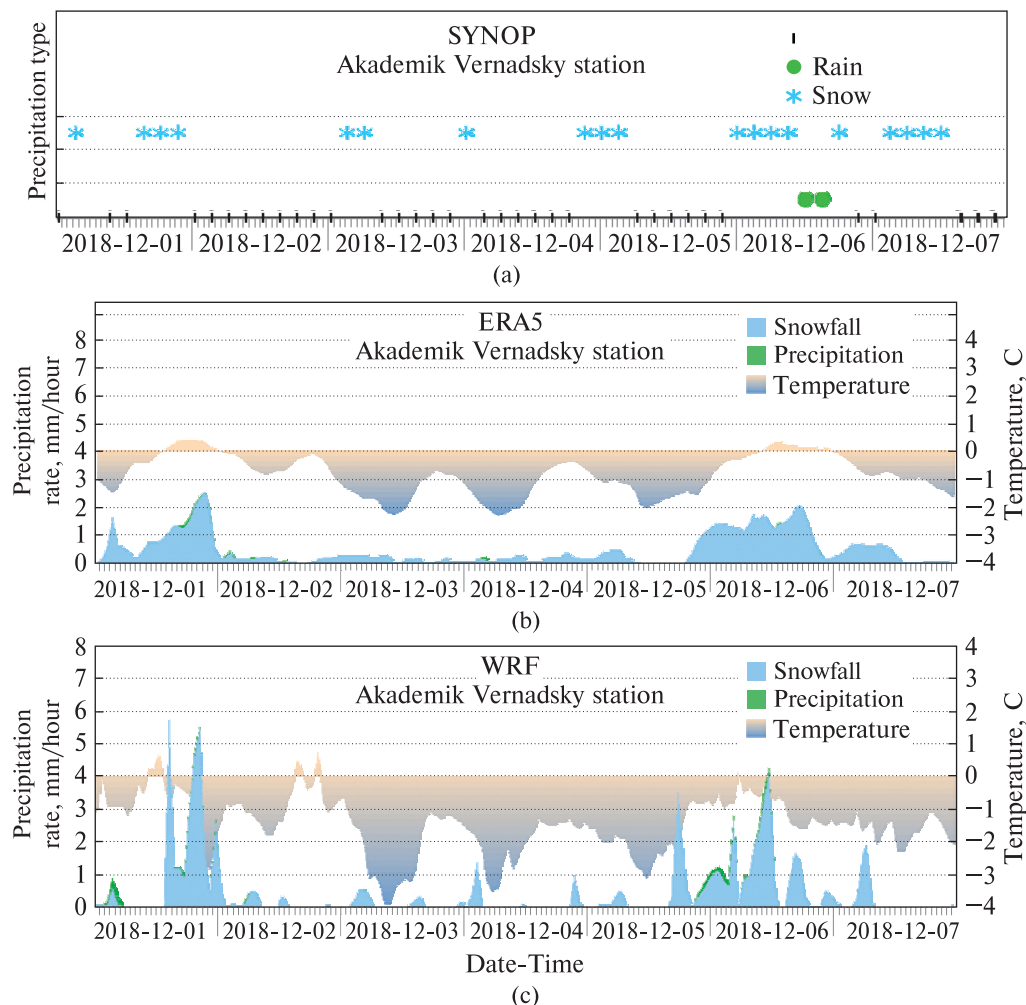 SYNOP
Akademik Vernadsky station
Rain
Snow
Precipitation type
2018-12-01 2018-12-02 2018-12-03 2018-12-04 2018-12-05 2018-12-06 2018-12-07
(a)
ERA5
Akademik Vernadsky station
Snowfall
Precipitation
Temperature
Precipitation
rate, mm/hour
8
7
6
5
4
3
2
1
0
4
3
2
1
0
−1
−2
−3
−4
Temperature, C
2018-12-01 2018-12-02 2018-12-03 2018-12-04 2018-12-05 2018-12-06 2018-12-07
(b)
WRF
Akademik Vernadsky station
Snowfall
Precipitation
Temperature
Precipitation
rate, mm/hour
8
7
6
5
4
3
2
1
0
4
3
2
1
0
−1
−2
−3
−4
Temperature, C
2018-12-01 2018-12-02 2018-12-03 2018-12-04 2018-12-05 2018-12-06 2018-12-07
Date-Time
(c)